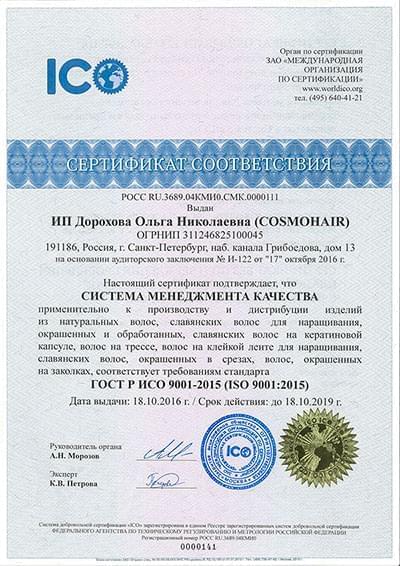 ICO
Орган по сертификации
ЗАО «МЕЖДУНАРОДНАЯ
ОРГАНИЗАЦИЯ
ПО СЕРТИФИКАЦИИ»
www.worldico.org
тел. (495) 640-41-21
СЕРТИФИКАТ СООТВЕТСТВИЯ
РОСС RU.3689.04КМИ0.СМК.0000111
Выдан
ИП Дорохова Ольга Николаевна (COSMOHAIR)
ОГРНИП 311246825100045
191186, Россия, г. Санкт-Петербург, наб. канала Грибоедова, дом 13
на основании аудиторского заключения № И-122 от "17" октября 2016 г.
Настоящий сертификат подтверждает, что
СИСТЕМА МЕНЕДЖМЕНТА КАЧЕСТВА
применительно к производству и дистрибуции изделий
из натуральных волос, славянских волос для наращивания,
окрашенных и обработанных, славянских волос на кератиновой
капсуле, волос на трессе, волос на клейкой ленте для наращивания,
славянских волос, окрашенных в срезах, волос, окрашенных
на заколках, соответствует требованиям стандарта
ГОСТ Р ИСО 9001-2015 (ISO 9001:2015)
Дата выдачи: 18.10.2016 г. / Срок действия: до 18.10.2019 г.
Руководитель органа
А.Н. Морозов
Эксперт
К.В. Петрова
ICO
Система добровольной сертификации «ICO» зарегистрирована в едином Реестре зарегистрированных систем добровольной сертификации
ФЕДЕРАЛЬНОГО АГЕНТСТВА ПО ТЕХНИЧЕСКОМУ РЕГУЛИРОВАНИЮ И МЕТРОЛОГИИ РОССИЙСКОЙ ФЕДЕРАЦИИ
Регистрационный номер РОСС RU.3689.04КМИ0
0000141